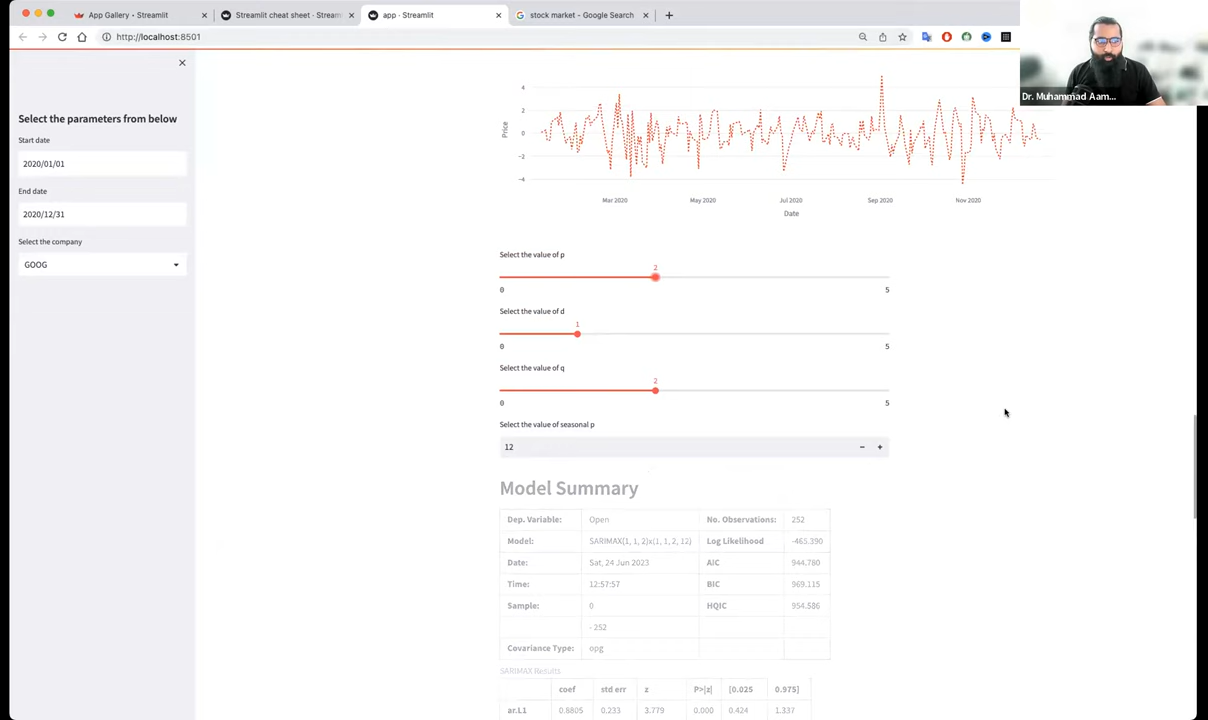 App Gallery • Streamlit
Streamlit cheat sheet · Stream
app · Streamlit
stock market - Google Search
http://localhost:8501
Dr. Muhammad Aam...
Select the parameters from below
Start date
2020/01/01
End date
2020/12/31
Select the company
GOOG
4
2
0
−2
−4
Price
Mar 2020 May 2020 Jul 2020 Sep 2020 Nov 2020
Date
Select the value of p
2
0 5
Select the value of d
1
0 5
Select the value of q
2
0 5
Select the value of seasonal p
12
Model Summary
Dep. Variable: Open No. Observations: 252
Model: SARIMAX(1, 1, 2)x(1, 1, 2, 12) Log Likelihood -465.390
Date: Sat, 24 Jun 2023 AIC 944.780
Time: 12:57:57 BIC 969.115
Sample: 0 HQIC 954.586
- 252
Covariance Type: opg
SARIMAX Results
coef std err z P>|z| [0.025 0.975]
ar.L1 0.8805 0.233 3.779 0.000 0.424 1.337